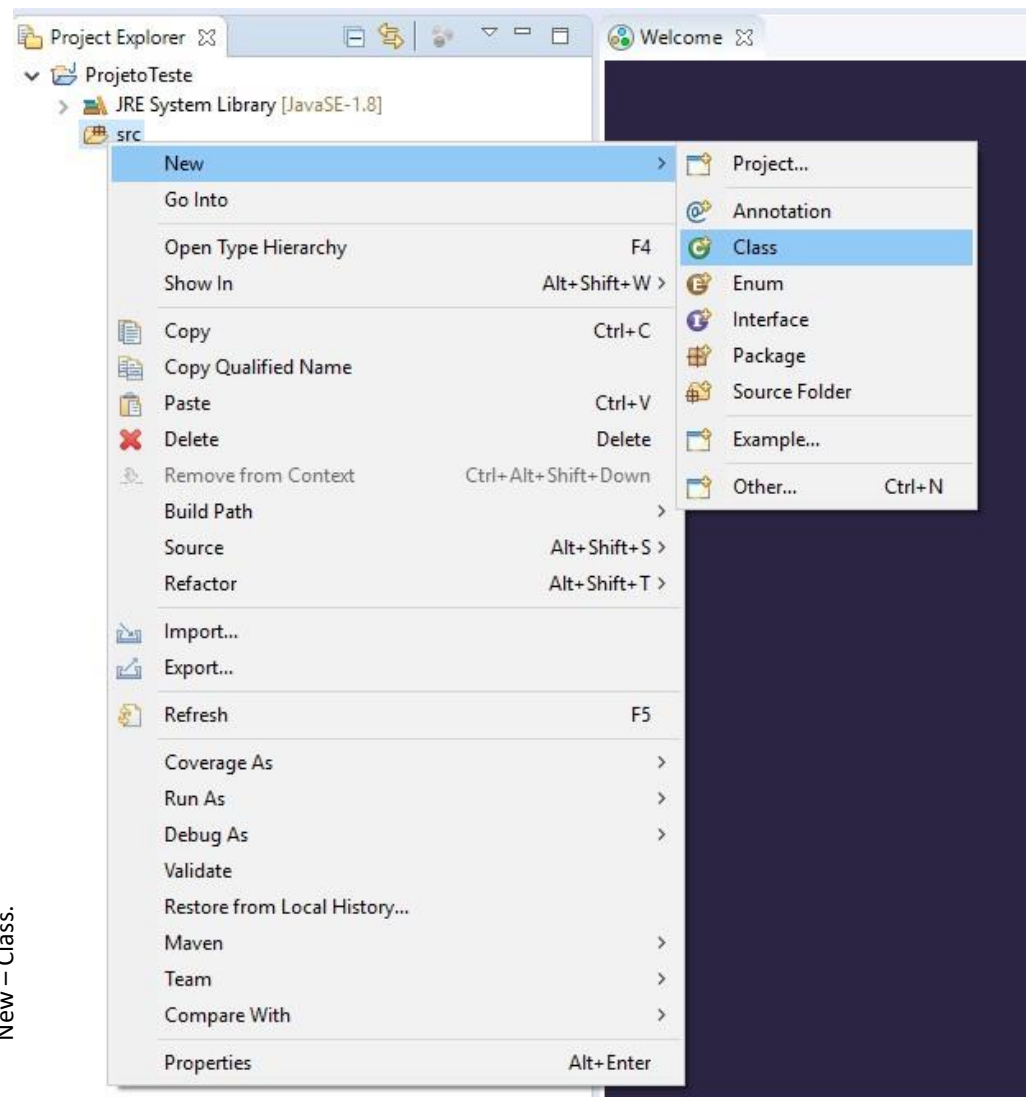 Project Explorer
Welcome
ProjetoTeste
JRE System Library [JavaSE-1.8]
src
New
Go Into
Open Type Hierarchy F4
Show In Alt+Shift+W
Copy Ctrl+C
Copy Qualified Name
Paste Ctrl+V
Delete Delete
Remove from Context Ctrl+Alt+Shift+Down
Build Path
Source Alt+Shift+S
Refactor Alt+Shift+T
Import...
Export...
Refresh F5
Coverage As
Run As
Debug As
Validate
Restore from Local History...
Maven
Team
Compare With
Properties Alt+Enter
Project...
Annotation
Class
Enum
Interface
Package
Source Folder
Example...
Other... Ctrl+N
New – Class.